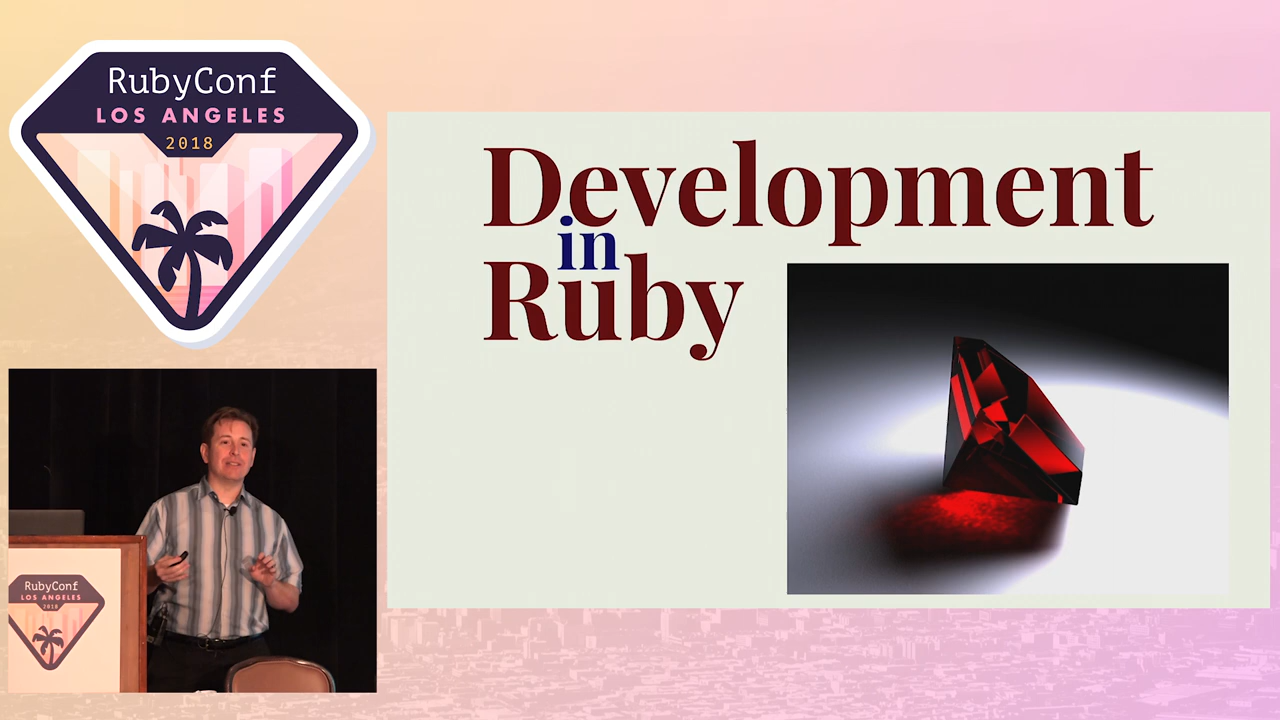 RubyConf
LOS ANGELES
2018
Development
in
Ruby
RubyConf
LOS ANGELES
2018